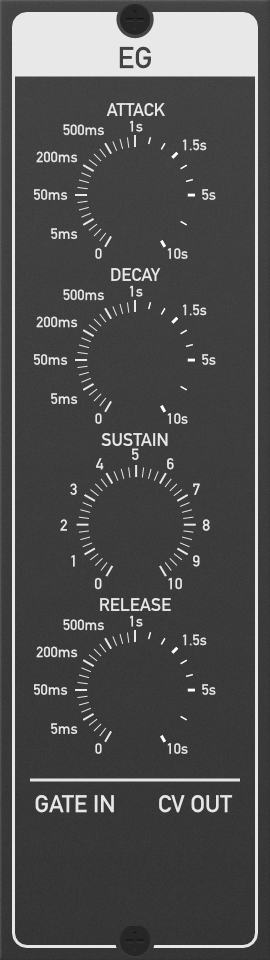 EG
ATTACK
1s
500ms 1.5s
200ms
50ms 5s
5ms
0 10s
DECAY
1s
500ms 1.5s
200ms
50ms 5s
5ms
0 10s
SUSTAIN
5
4 6
3 7
2 8
1 9
0 10
RELEASE
1s
500ms 1.5s
200ms
50ms 5s
5ms
0 10s
GATE IN CV OUT